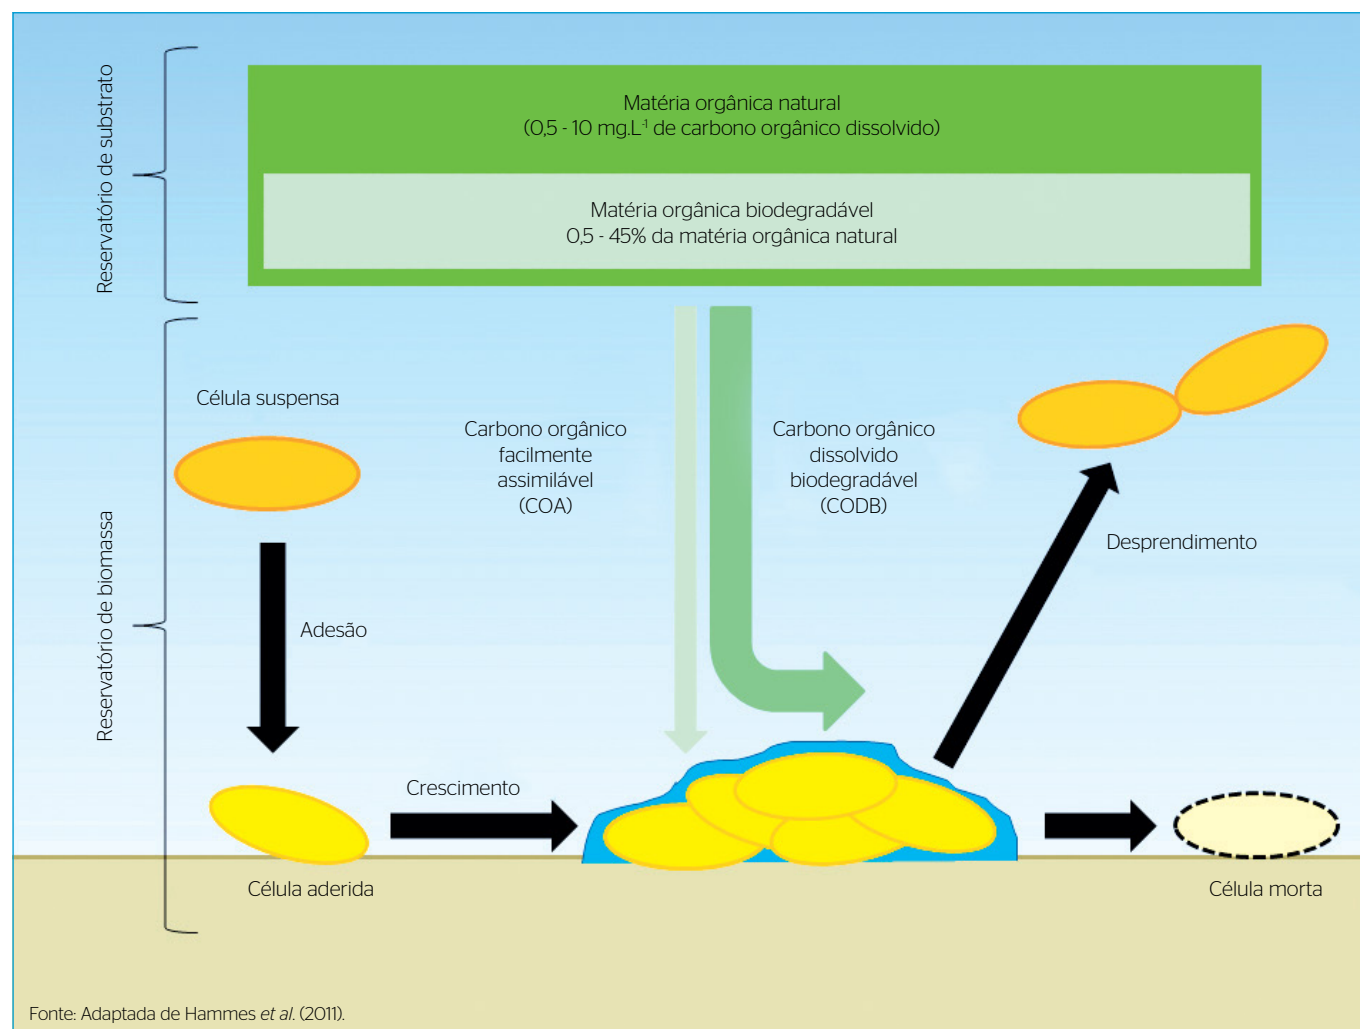 Reservatório de substrato
Matéria orgânica natural
(0,5 - 10 mg.L⁻¹ de carbono orgânico dissolvido)
Matéria orgânica biodegradável
0,5 - 45% da matéria orgânica natural
Reservatório de biomassa
Célula suspensa
Carbono orgânico
facilmente
assimilável
(COA)
Carbono orgânico
dissolvido
biodegradável
(CODB)
Desprendimento
Adesão
Crescimento
Célula aderida
Célula morta
Fonte: Adaptada de Hammes et al. (2011).